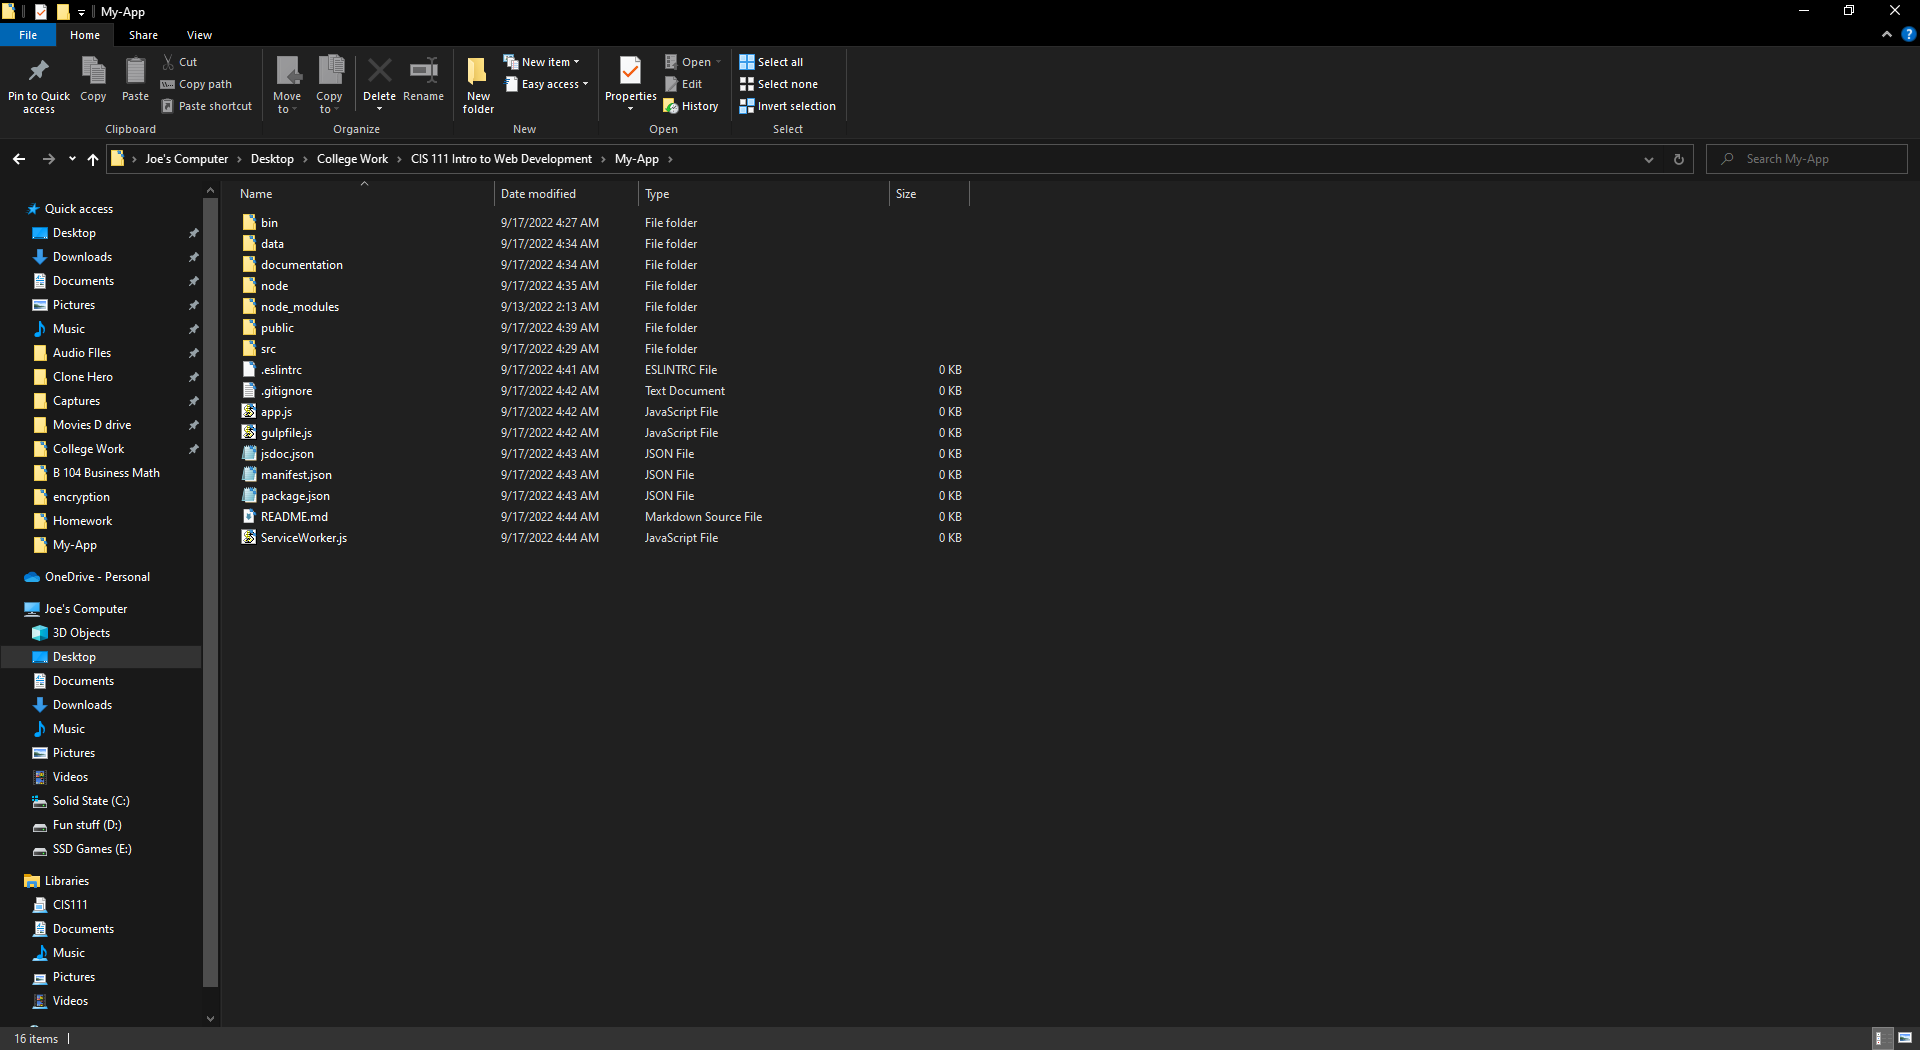 My-App
File Home Share View
Pin to Quick access
Copy
Paste
Cut
Copy path
Paste shortcut
Clipboard
Move to
Copy to
Delete
Rename
Organize
New folder
New item
Easy access
New
Properties
Open
Edit
History
Open
Select all
Select none
Invert selection
Select
Joe's Computer > Desktop > College Work > CIS 111 Intro to Web Development > My-App >
Search My-App
Quick access
Desktop
Downloads
Documents
Pictures
Music
Audio FIles
Clone Hero
Captures
Movies D drive
College Work
B 104 Business Math
encryption
Homework
My-App
OneDrive - Personal
Joe's Computer
3D Objects
Desktop
Documents
Downloads
Music
Pictures
Videos
Solid State (C:)
Fun stuff (D:)
SSD Games (E:)
Libraries
CIS111
Documents
Music
Pictures
Videos
Name Date modified Type Size
bin 9/17/2022 4:27 AM File folder
data 9/17/2022 4:34 AM File folder
documentation 9/17/2022 4:34 AM File folder
node 9/17/2022 4:35 AM File folder
node_modules 9/13/2022 2:13 AM File folder
public 9/17/2022 4:39 AM File folder
src 9/17/2022 4:29 AM File folder
.eslintrc 9/17/2022 4:41 AM ESLINTRC File 0 KB
.gitignore 9/17/2022 4:42 AM Text Document 0 KB
app.js 9/17/2022 4:42 AM JavaScript File 0 KB
gulpfile.js 9/17/2022 4:42 AM JavaScript File 0 KB
jsdoc.json 9/17/2022 4:43 AM JSON File 0 KB
manifest.json 9/17/2022 4:43 AM JSON File 0 KB
package.json 9/17/2022 4:43 AM JSON File 0 KB
README.md 9/17/2022 4:44 AM Markdown Source File 0 KB
ServiceWorker.js 9/17/2022 4:44 AM JavaScript File 0 KB
16 items